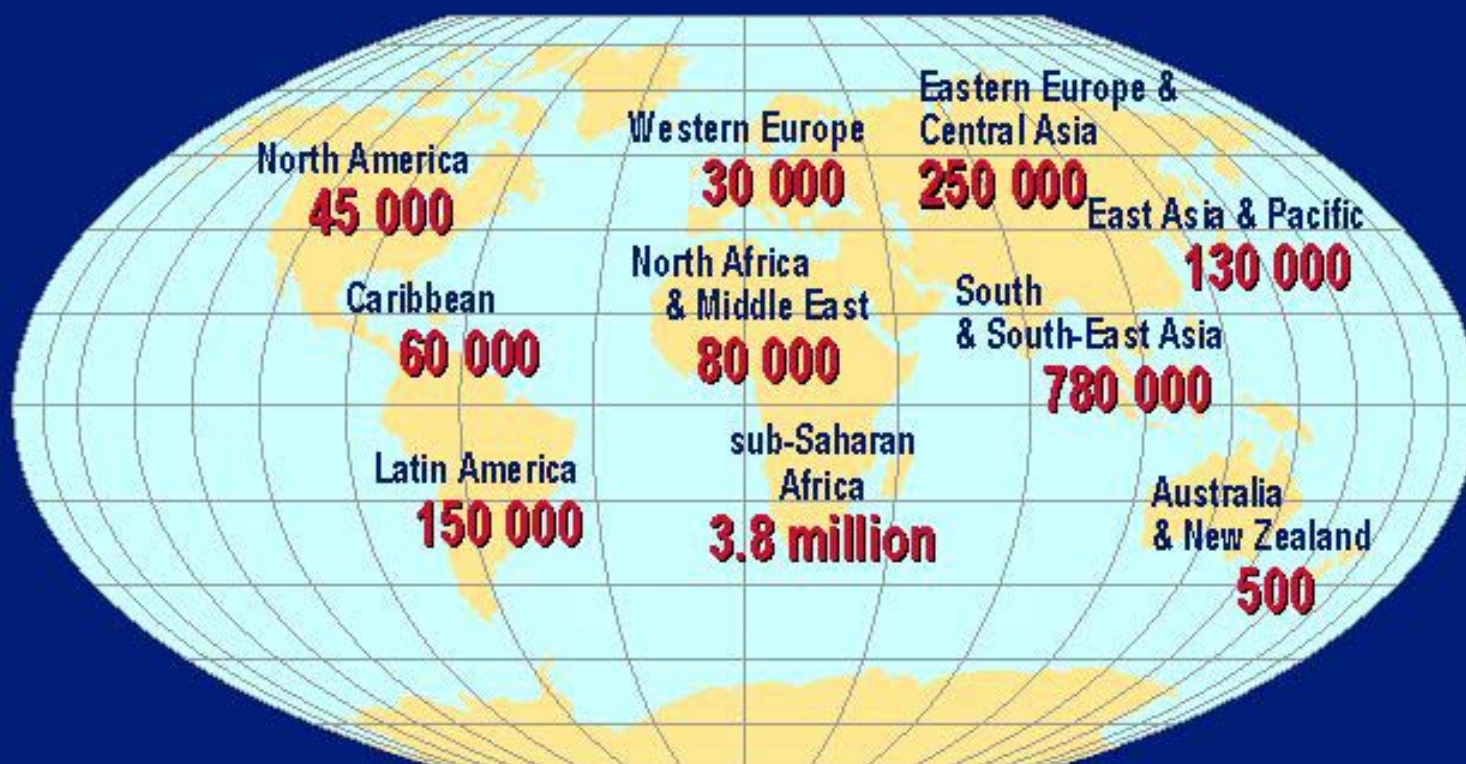 North America
45 000
Caribbean
60 000
Latin America
150 000
Western Europe
30 000
North Africa
& Middle East
80 000
sub-Saharan
Africa
3.8 million
Eastern Europe &
Central Asia
250 000
East Asia & Pacific
130 000
South
& South-East Asia
780 000
Australia
& New Zealand
500